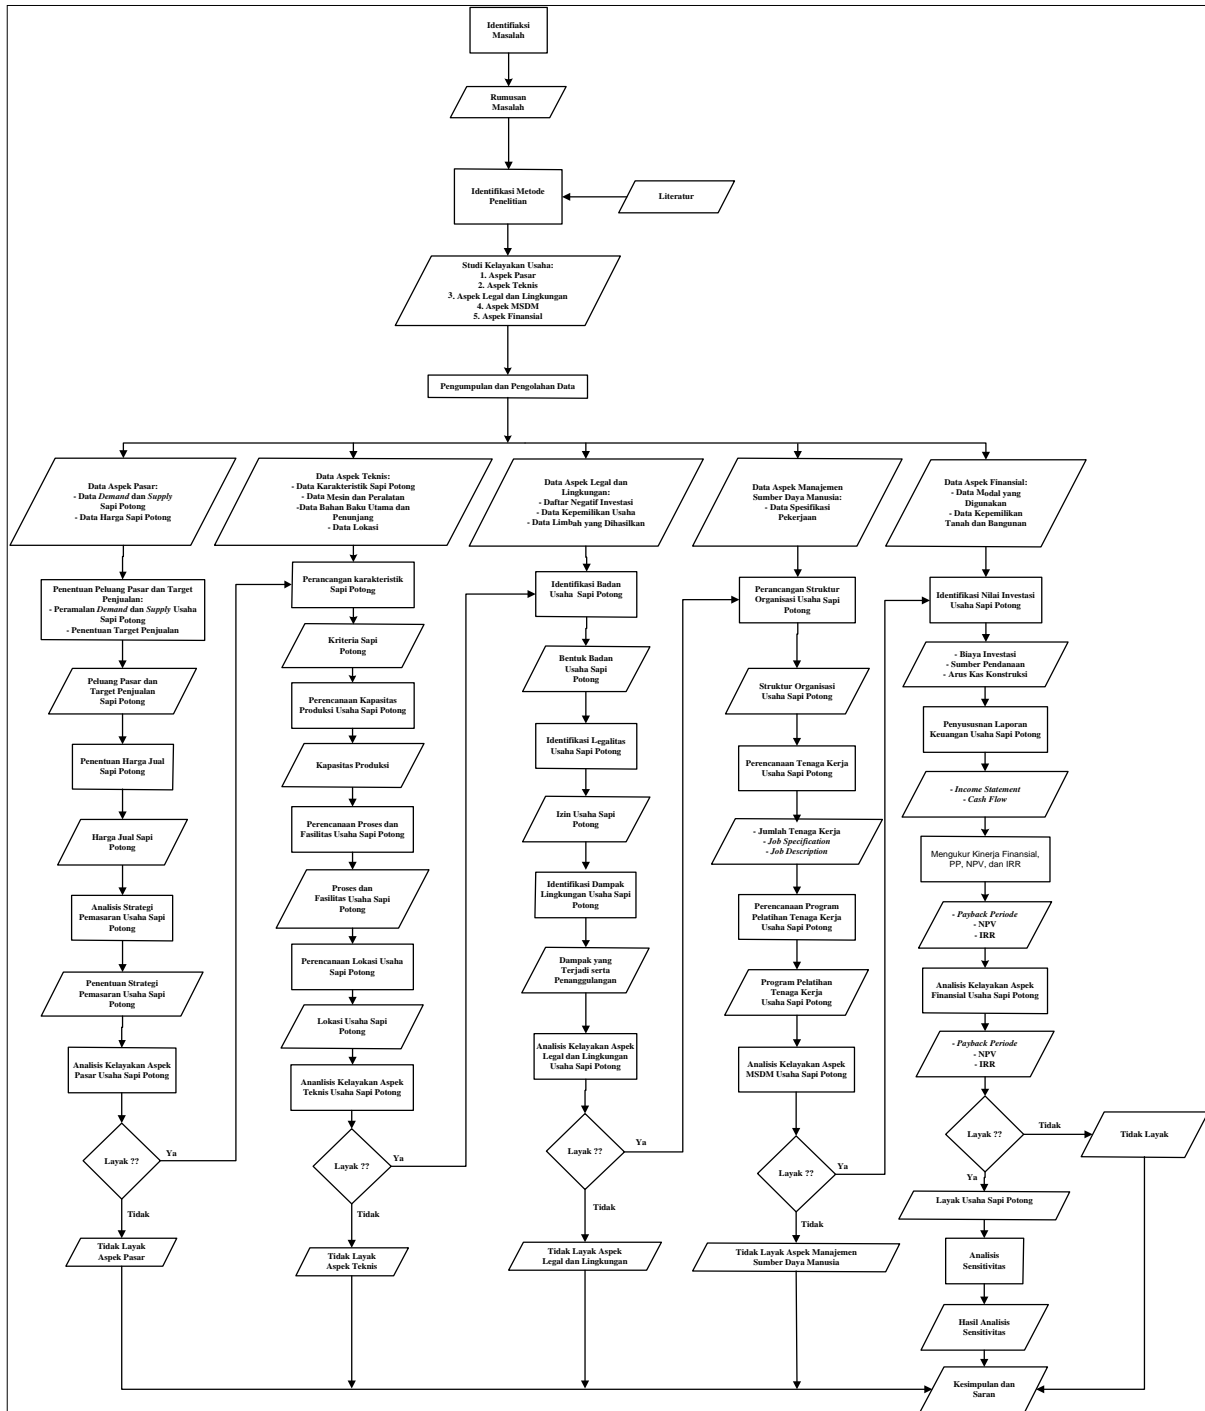 Identifiaksi
Masalah
Rumusan
Masalah
Identifikasi Metode
Penelitian
Literatur
Studi Kelayakan Usaha:
1. Aspek Pasar
2. Aspek Teknis
3. Aspek Legal dan Lingkungan
4. Aspek MSDM
5. Aspek Finansial
Pengumpulan dan Pengolahan Data
Data Aspek Pasar:
- Data Demand dan Supply
Sapi Potong
- Data Harga Sapi Potong
Penentuan Peluang Pasar dan Target
Penjualan:
- Peramalan Demand dan Supply Usaha
Sapi Potong
- Penentuan Target Penjualan
Peluang Pasar dan
Target Penjualan
Sapi Potong
Penentuan Harga Jual
Sapi Potong
Harga Jual Sapi
Potong
Analisis Strategi
Pemasaran Usaha Sapi
Potong
Penentuan Strategi
Pemasaran Usaha Sapi
Potong
Analisis Kelayakan Aspek
Pasar Usaha Sapi Potong
Layak ??
Ya
Tidak
Tidak Layak
Aspek Pasar
Data Aspek Teknis:
- Data Karakteristik Sapi Potong
- Data Mesin dan Peralatan
-Data Bahan Baku Utama dan
Penunjang
- Data Lokasi
Perancangan karakteristik
Sapi Potong
Kriteria Sapi
Potong
Perencanaan Kapasitas
Produksi Usaha Sapi Potong
Kapasitas Produksi
Perencanaan Proses dan
Fasilitas Usaha Sapi Potong
Proses dan
Fasilitas Usaha Sapi
Potong
Perencanaan Lokasi Usaha
Sapi Potong
Lokasi Usaha Sapi
Potong
Ananlisis Kelayakan Aspek
Teknis Usaha Sapi Potong
Layak ??
Ya
Tidak
Tidak Layak
Aspek Teknis
Data Aspek Legal dan
Lingkungan:
- Daftar Negatif Investasi
- Data Kepemilikan Usaha
- Data Limbah yang Dihasilkan
Identifikasi Badan
Usaha Sapi Potong
Bentuk Badan
Usaha Sapi
Potong
Identifikasi Legalitas
Usaha Sapi Potong
Izin Usaha Sapi
Potong
Identifikasi Dampak
Lingkungan Usaha Sapi
Potong
Dampak yang
Terjadi serta
Penanggulangan
Analisis Kelayakan Aspek
Legal dan Lingkungan
Usaha Sapi Potong
Layak ??
Ya
Tidak
Tidak Layak Aspek
Legal dan Lingkungan
Data Aspek Manajemen
Sumber Daya Manusia:
- Data Spesifikasi
Pekerjaan
Perancangan Struktur
Organisasi Usaha Sapi
Potong
Struktur Organisasi
Usaha Sapi Potong
Perencanaan Tenaga Kerja
Usaha Sapi Potong
- Jumlah Tenaga Kerja
- Job Specification
- Job Description
Perencanaan Program
Pelatihan Tenaga Kerja
Usaha Sapi Potong
Program Pelatihan
Tenaga Kerja
Usaha Sapi Potong
Analisis Kelayakan Aspek
MSDM Usaha Sapi Potong
Layak ??
Ya
Tidak
Tidak Layak Aspek Manajemen
Sumber Daya Manusia
Data Aspek Finansial:
- Data Modal yang
Digunakan
- Data Kepemilikan
Tanah dan Bangunan
Identifikasi Nilai Investasi
Usaha Sapi Potong
- Biaya Investasi
- Sumber Pendanaan
- Arus Kas Konstruksi
Penyususnan Laporan
Keuangan Usaha Sapi Potong
- Income Statement
- Cash Flow
Mengukur Kinerja Finansial,
PP, NPV, dan IRR
- Payback Periode
- NPV
- IRR
Analisis Kelayakan Aspek
Finansial Usaha Sapi Potong
- Payback Periode
- NPV
- IRR
Layak ??
Tidak
Tidak Layak
Ya
Layak Usaha Sapi Potong
Analisis
Sensitivitas
Hasil Analisis
Sensitivitas
Kesimpulan dan
Saran